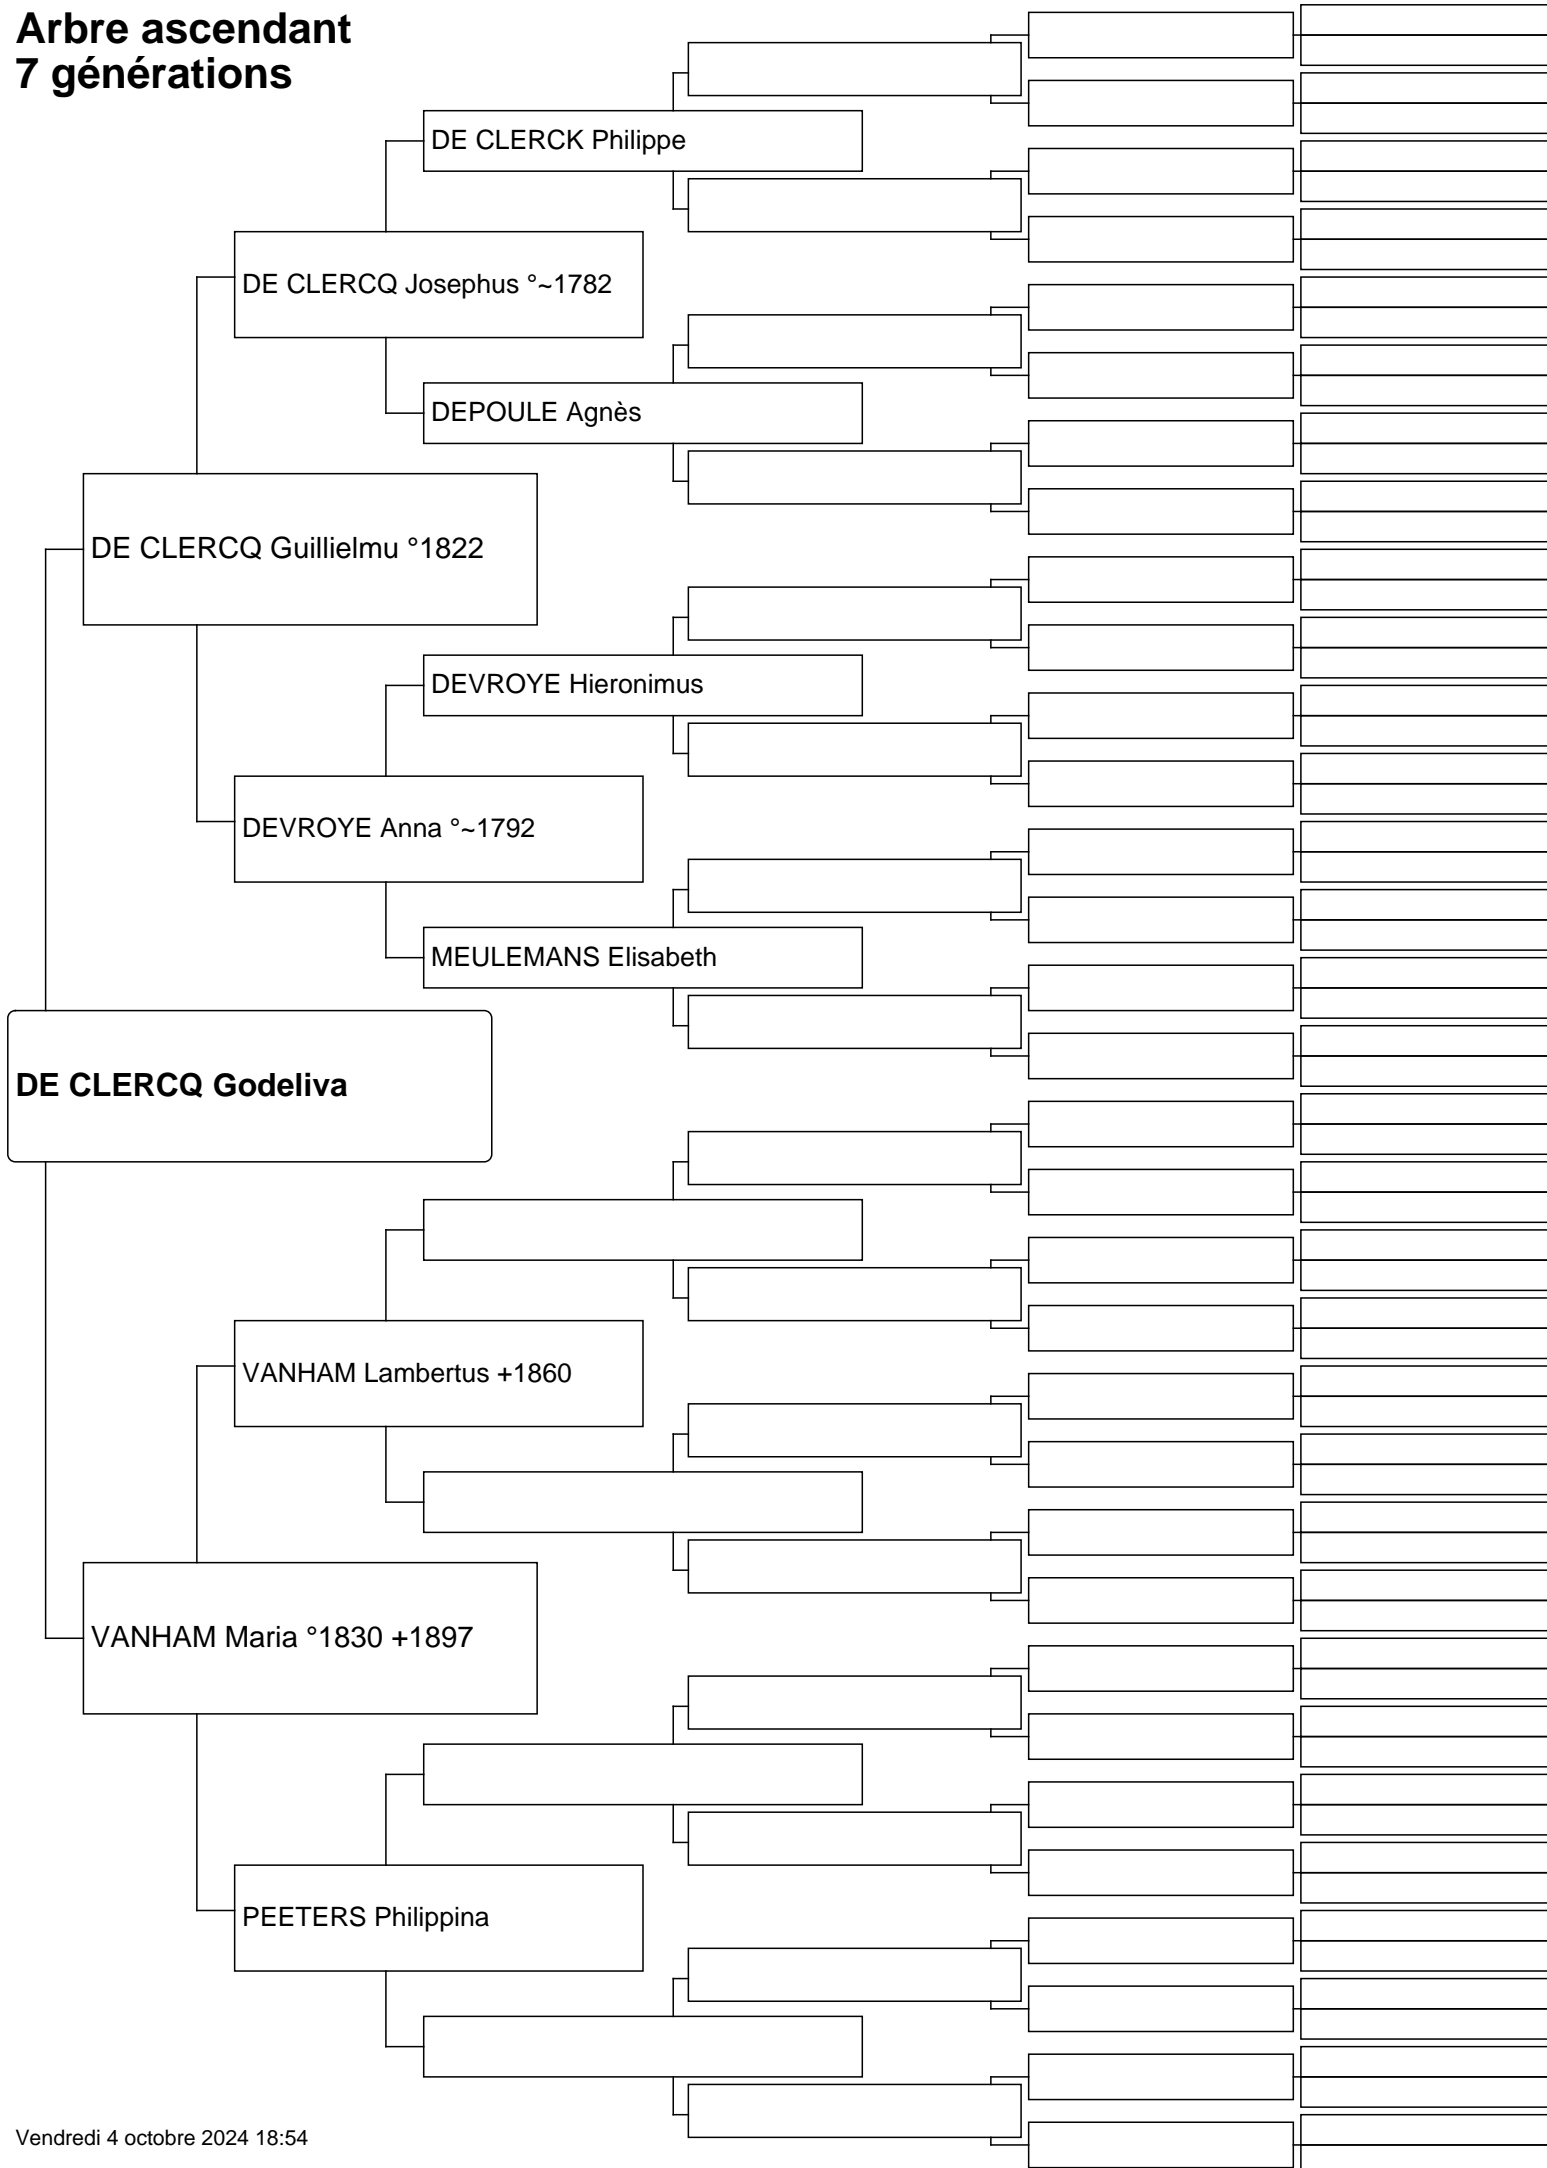 Arbre ascendant
7 générations
DE CLERCK Philippe
DE CLERCQ Josephus °~1782
DEPOULE Agnès
DE CLERCQ Guillielmu °1822
DEVROYE Hieronimus
DEVROYE Anna °~1792
MEULEMANS Elisabeth
DE CLERCQ Godeliva
VANHAM Lambertus +1860
VANHAM Maria °1830 +1897
PEETERS Philippina
Vendredi 4 octobre 2024 18:54